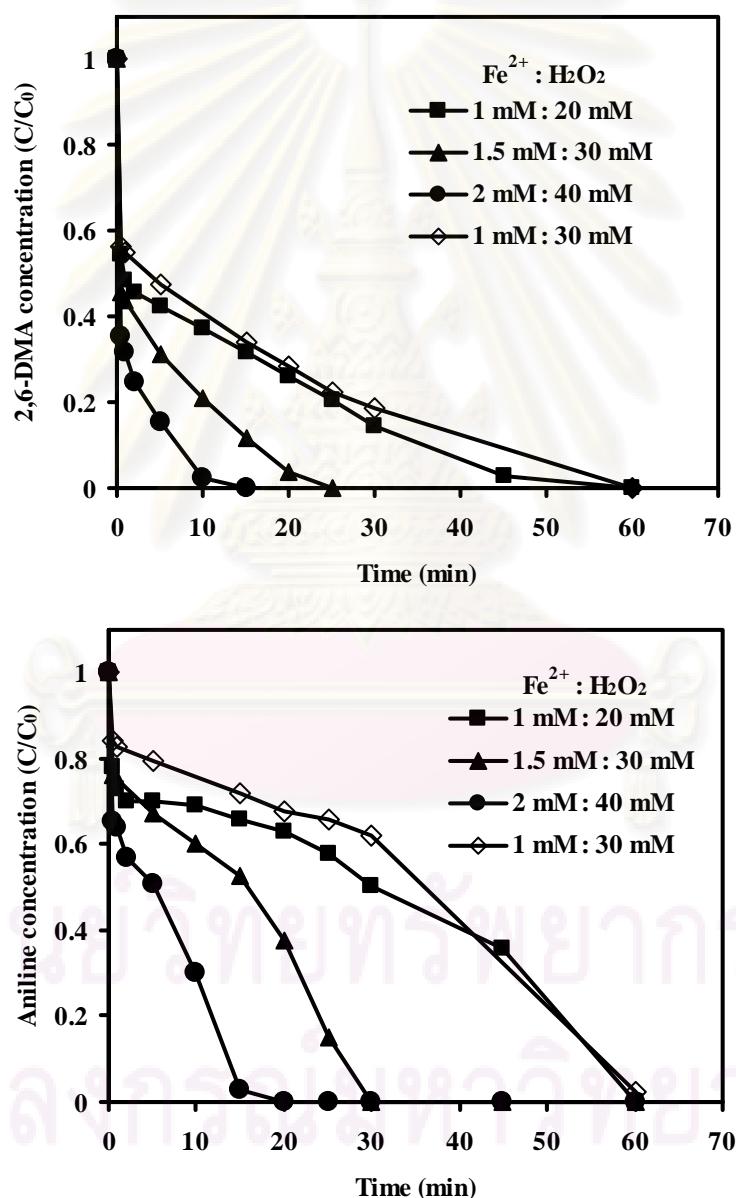 Fe²⁺ : H₂O₂
1 mM : 20 mM
1.5 mM : 30 mM
2 mM : 40 mM
1 mM : 30 mM
2,6-DMA concentration (C/C₀)
1
0.8
0.6
0.4
0.2
0
0 10 20 30 40 50 60 70
Time (min)
Fe²⁺ : H₂O₂
1 mM : 20 mM
1.5 mM : 30 mM
2 mM : 40 mM
1 mM : 30 mM
Aniline concentration (C/C₀)
1
0.8
0.6
0.4
0.2
0
0 10 20 30 40 50 60 70
Time (min)